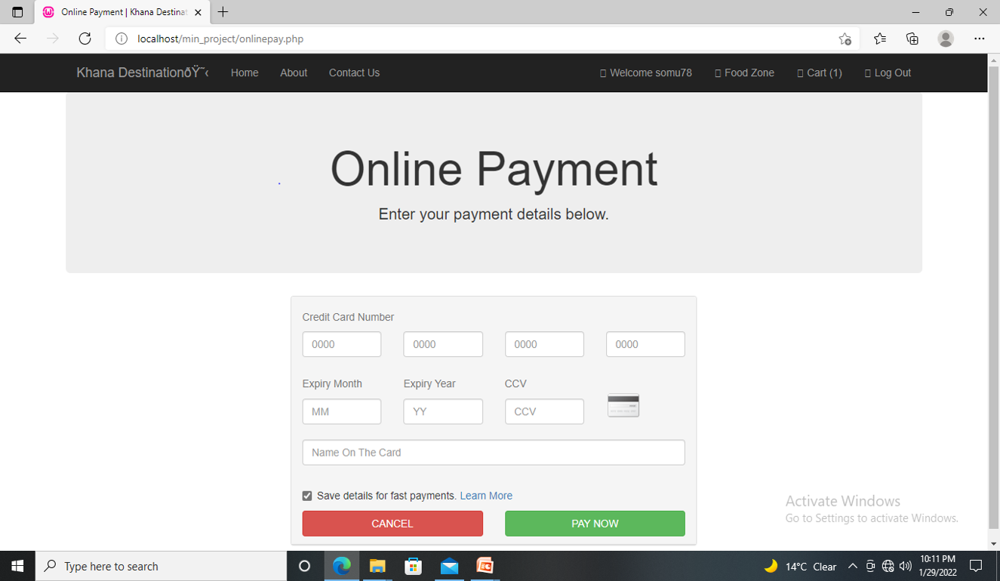 Online Payment | Khana Destinat
localhost/min_project/onlinepay.php
Khana DestinationðŸ˜‹ Home About Contact Us Welcome somu78 Food Zone Cart (1) Log Out
Online Payment
Enter your payment details below.
Credit Card Number
0000 0000 0000 0000
Expiry Month Expiry Year CCV
MM YY CCV
Name On The Card
Save details for fast payments. Learn More
CANCEL PAY NOW
Activate Windows
Go to Settings to activate Windows.
Type here to search
14°C Clear
10:11 PM
1/29/2022